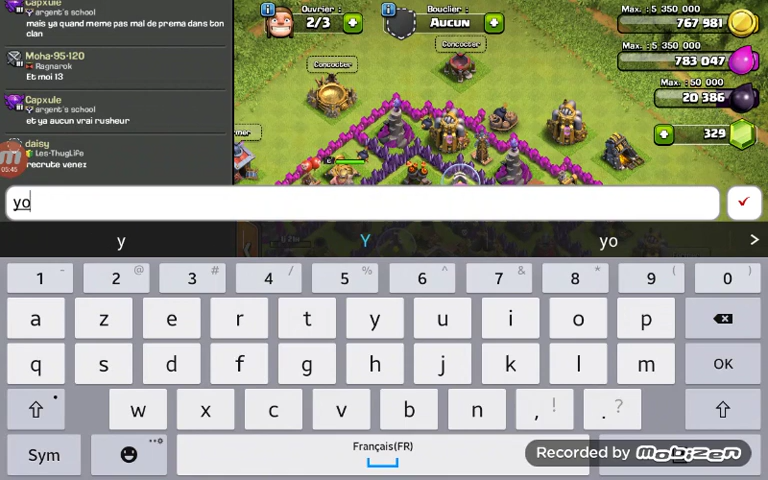 Capxule
argent's school
mais ya quand meme pas mal de prema dans ton
clan
Moha-95-120
Ragnarok
Et moi 13
Capxule
argent's school
et ya aucun vrai rusheur
daisy
Les-ThugLife
recrute venez
05:45
Ouvrier :
2/3
Bouclier :
Aucun
Max. : 5 350 000
767 981
Max. : 5 350 000
783 047
Max. : 50 000
20 386
329
Concocter
Concocter
yo
y Y yo >
1 - 2 @ 3 # 4 / 5 % 6 ^ 7 & 8 * 9 ( 0 )
a z e r t y u i o p
q s d f g h j k l m OK
w x c v b n , ! . ?
Sym Français(FR)
Recorded by mobizen